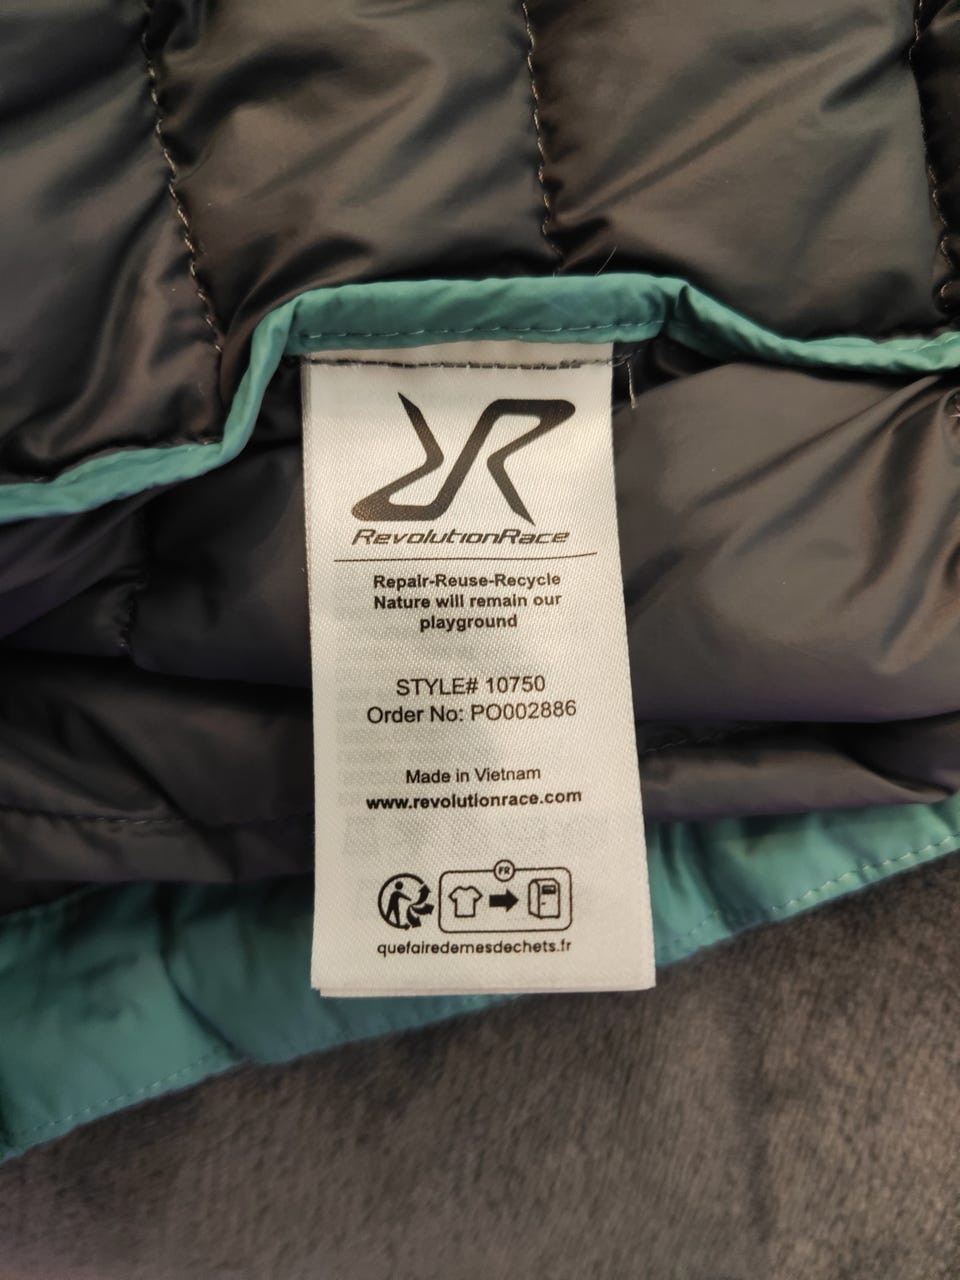 RevolutionRace
Repair-Reuse-Recycle
Nature will remain our
playground
STYLE# 10750
Order No: PO002886
Made in Vietnam
www.revolutionrace.com
FR
quefairedemesdechets.fr